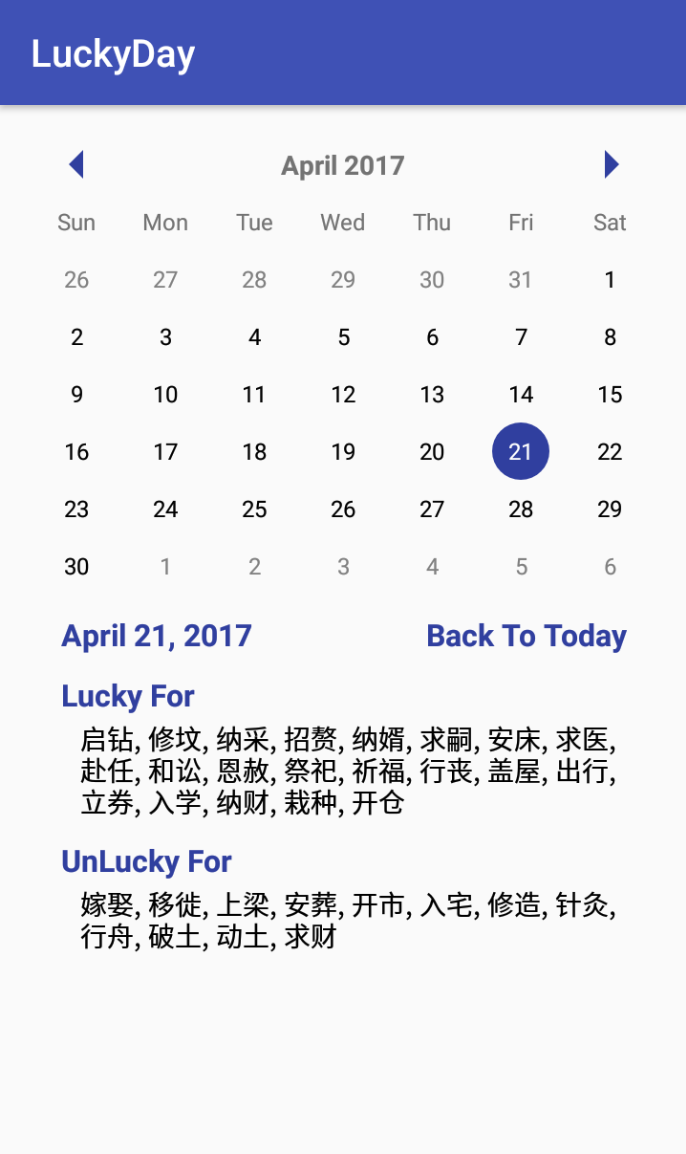 LuckyDay
April 2017
Sun Mon Tue Wed Thu Fri Sat
26 27 28 29 30 31 1
2 3 4 5 6 7 8
9 10 11 12 13 14 15
16 17 18 19 20 21 22
23 24 25 26 27 28 29
30 1 2 3 4 5 6
April 21, 2017 Back To Today
Lucky For
启钻, 修坟, 纳采, 招赘, 纳婿, 求嗣, 安床, 求医,
赴任, 和讼, 恩赦, 祭祀, 祈福, 行丧, 盖屋, 出行,
立券, 入学, 纳财, 栽种, 开仓
UnLucky For
嫁娶, 移徙, 上梁, 安葬, 开市, 入宅, 修造, 针灸,
行舟, 破土, 动土, 求财